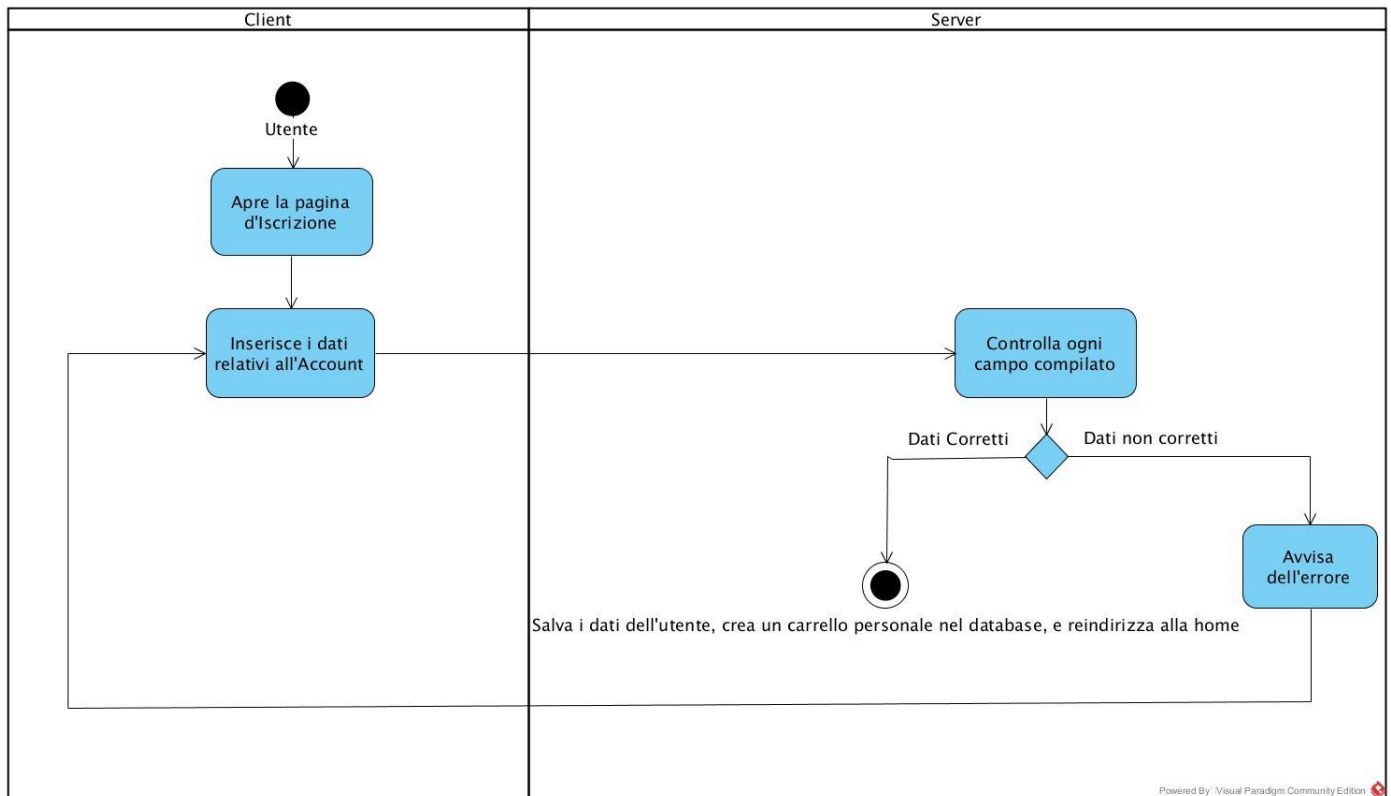 Client
Server
Utente
Apre la pagina
d'Iscrizione
Inserisce i dati
relativi all'Account
Controlla ogni
campo compilato
Dati Corretti
Dati non corretti
Avvisa
dell'errore
Salva i dati dell'utente, crea un carrello personale nel database, e reindirizza alla home
Powered By Visual Paradigm Community Edition